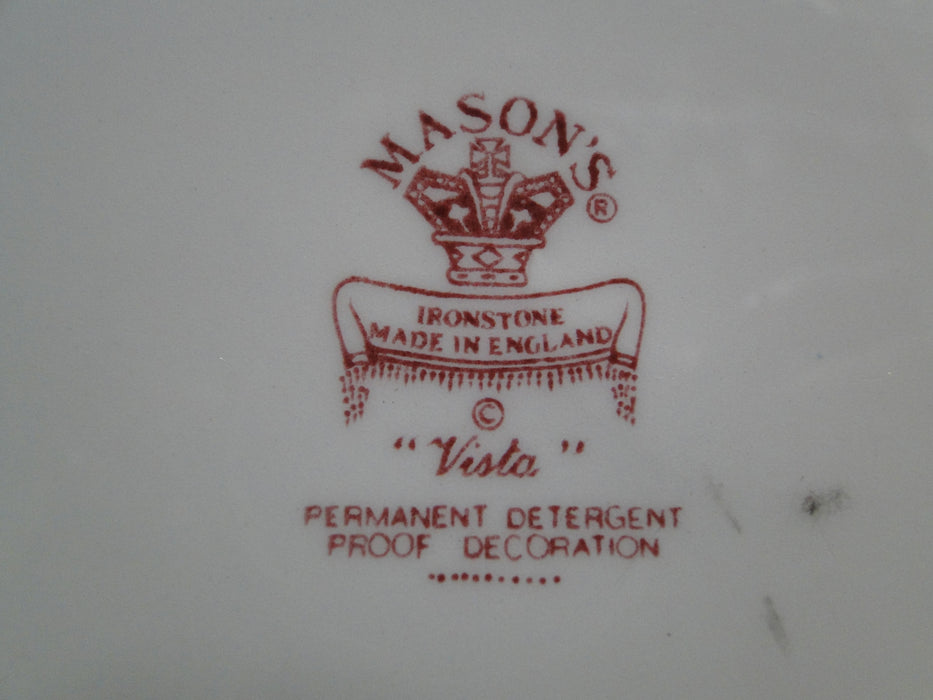 MASON'S
®
IRONSTONE
MADE IN ENGLAND
©
"Vista"
PERMANENT DETERGENT
PROOF DECORATION